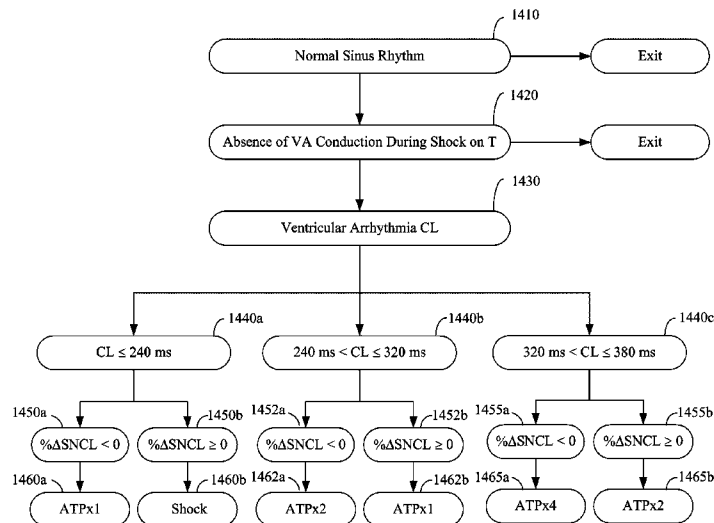 1410
Normal Sinus Rhythm
Exit
1420
Absence of VA Conduction During Shock on T
Exit
1430
Ventricular Arrhythmia CL
1440a
1440b
1440c
CL ≤ 240 ms
240 ms < CL ≤ 320 ms
320 ms < CL ≤ 380 ms
1450a
1450b
1452a
1452b
1455a
1455b
%ΔSNCL < 0
%ΔSNCL ≥ 0
%ΔSNCL < 0
%ΔSNCL ≥ 0
%ΔSNCL < 0
%ΔSNCL ≥ 0
1460a
1460b
1462a
1462b
1465a
1465b
ATPx1
Shock
ATPx2
ATPx1
ATPx4
ATPx2